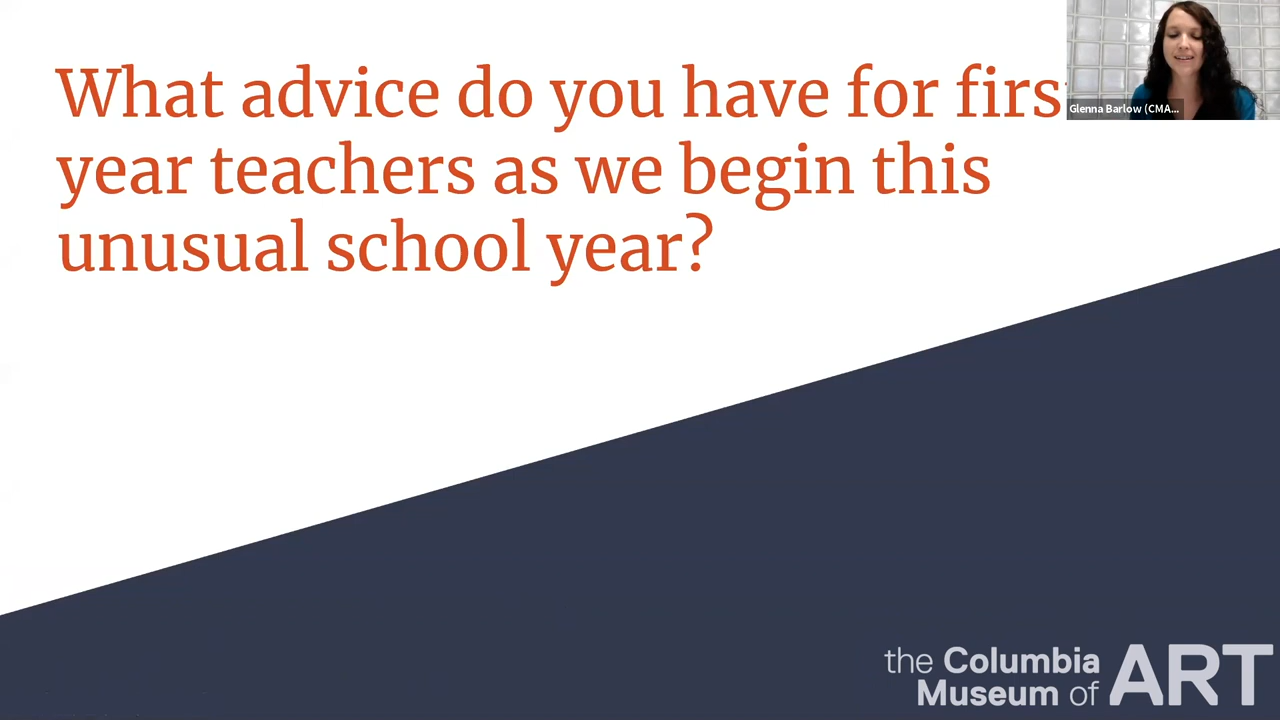 What advice do you have for firs
year teachers as we begin this
unusual school year?
Glenna Barlow (CMA...
the Columbia
Museum of ART